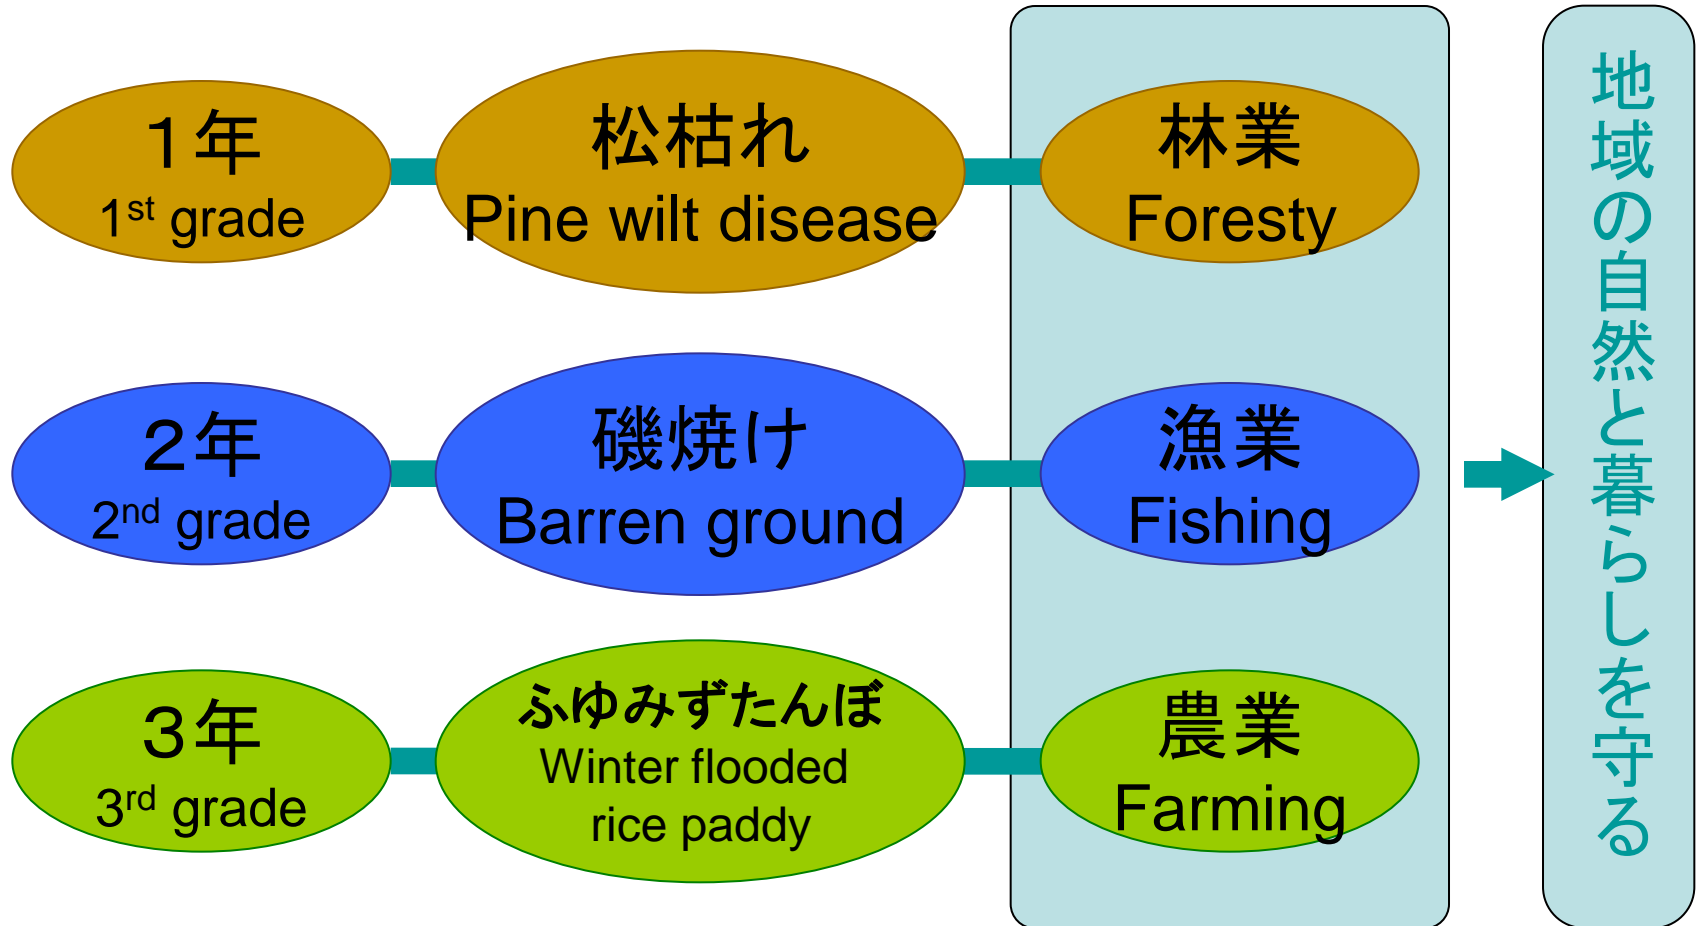 １年
1st grade
松枯れ
Pine wilt disease
林業
Foresty
２年
2nd grade
磯焼け
Barren ground
漁業
Fishing
３年
3rd grade
ふゆみずたんぼ
Winter flooded
rice paddy
農業
Farming
地域の自然と暮らしを守る